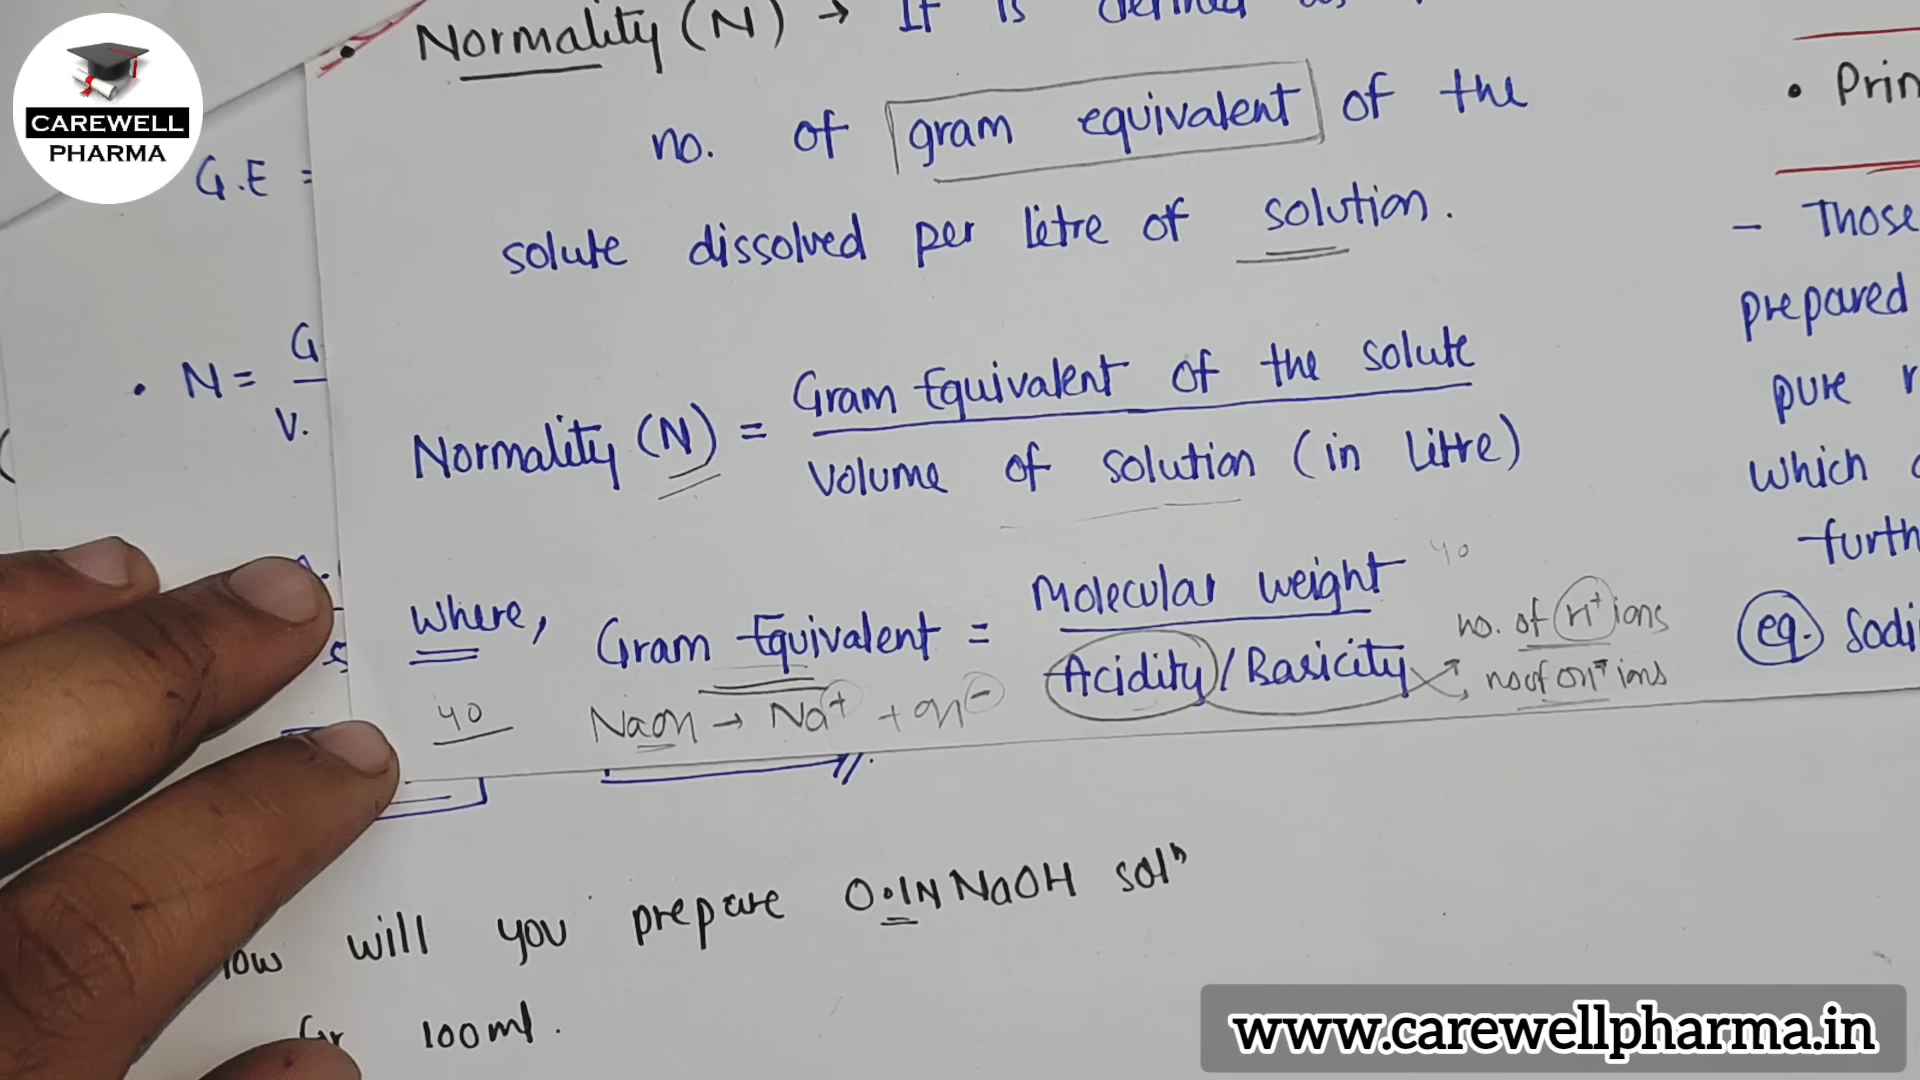 CAREWELL
PHARMA
Normality (N) → It is defined as
no. of gram equivalent of the
solute dissolved per litre of solution.
G.E =
N = G
V.
Normality (N) = Gram Equivalent of the solute
Volume of solution (in litre)
Where, Gram Equivalent = Molecular weight 40
Acidity / Basicity
no. of H+ ions
no of OH- ions
40 NaOH → Na+ + OH-
will you prepare 0.1N NaOH solⁿ
100ml.
• Prin
- Those
prepared
pure r
which
furth
eg. Sodi
www.carewellpharma.in